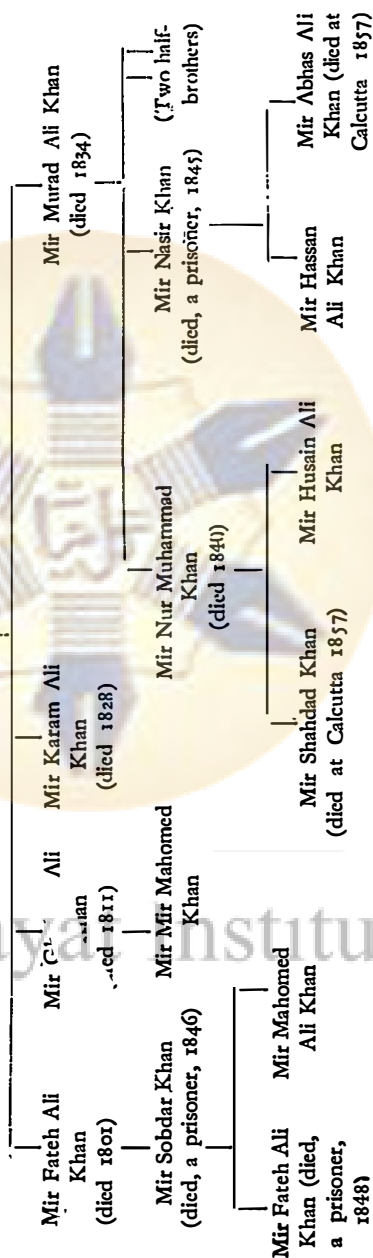 Mir Fateh Ali
Khan
(died 1801)
Mir
Ali
1811)
Mir Karam Ali
Khan
(died 1828)
Mir Murad Ali Khan
(died 1834)
Mir Sobdar Khan
(died, a prisoner, 1846)
Mir Mir Mahomed
Khan
Mir Nur Muhammad
Khan
(died 1840)
Mir Nasir Khan
(died, a prisoner, 1845)
(Two half-
brothers)
Mir Fateh Ali
Khan (died,
a prisoner,
1848)
Mir Mahomed
Ali Khan
Mir Shahdad Khan
(died at Calcutta 1857)
Mir Husain Ali
Khan
Mir Hassan
Ali Khan
Mir Abhas Ali
Khan (died at
Calcutta 1857)